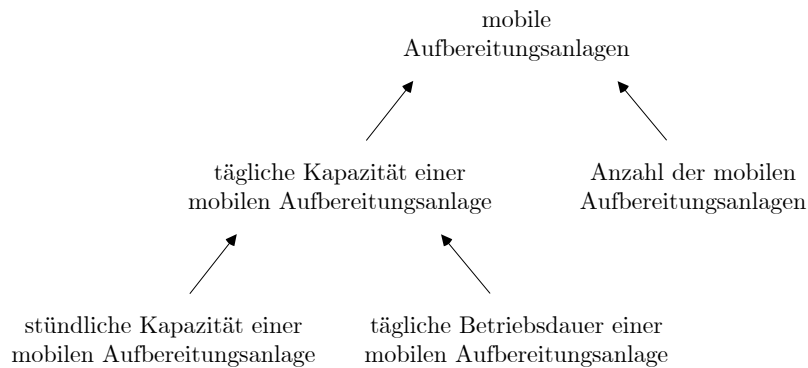 mobile
Aufbereitungsanlagen
tägliche Kapazität einer
mobilen Aufbereitungsanlage
Anzahl der mobilen
Aufbereitungsanlagen
stündliche Kapazität einer
mobilen Aufbereitungsanlage
tägliche Betriebsdauer einer
mobilen Aufbereitungsanlage